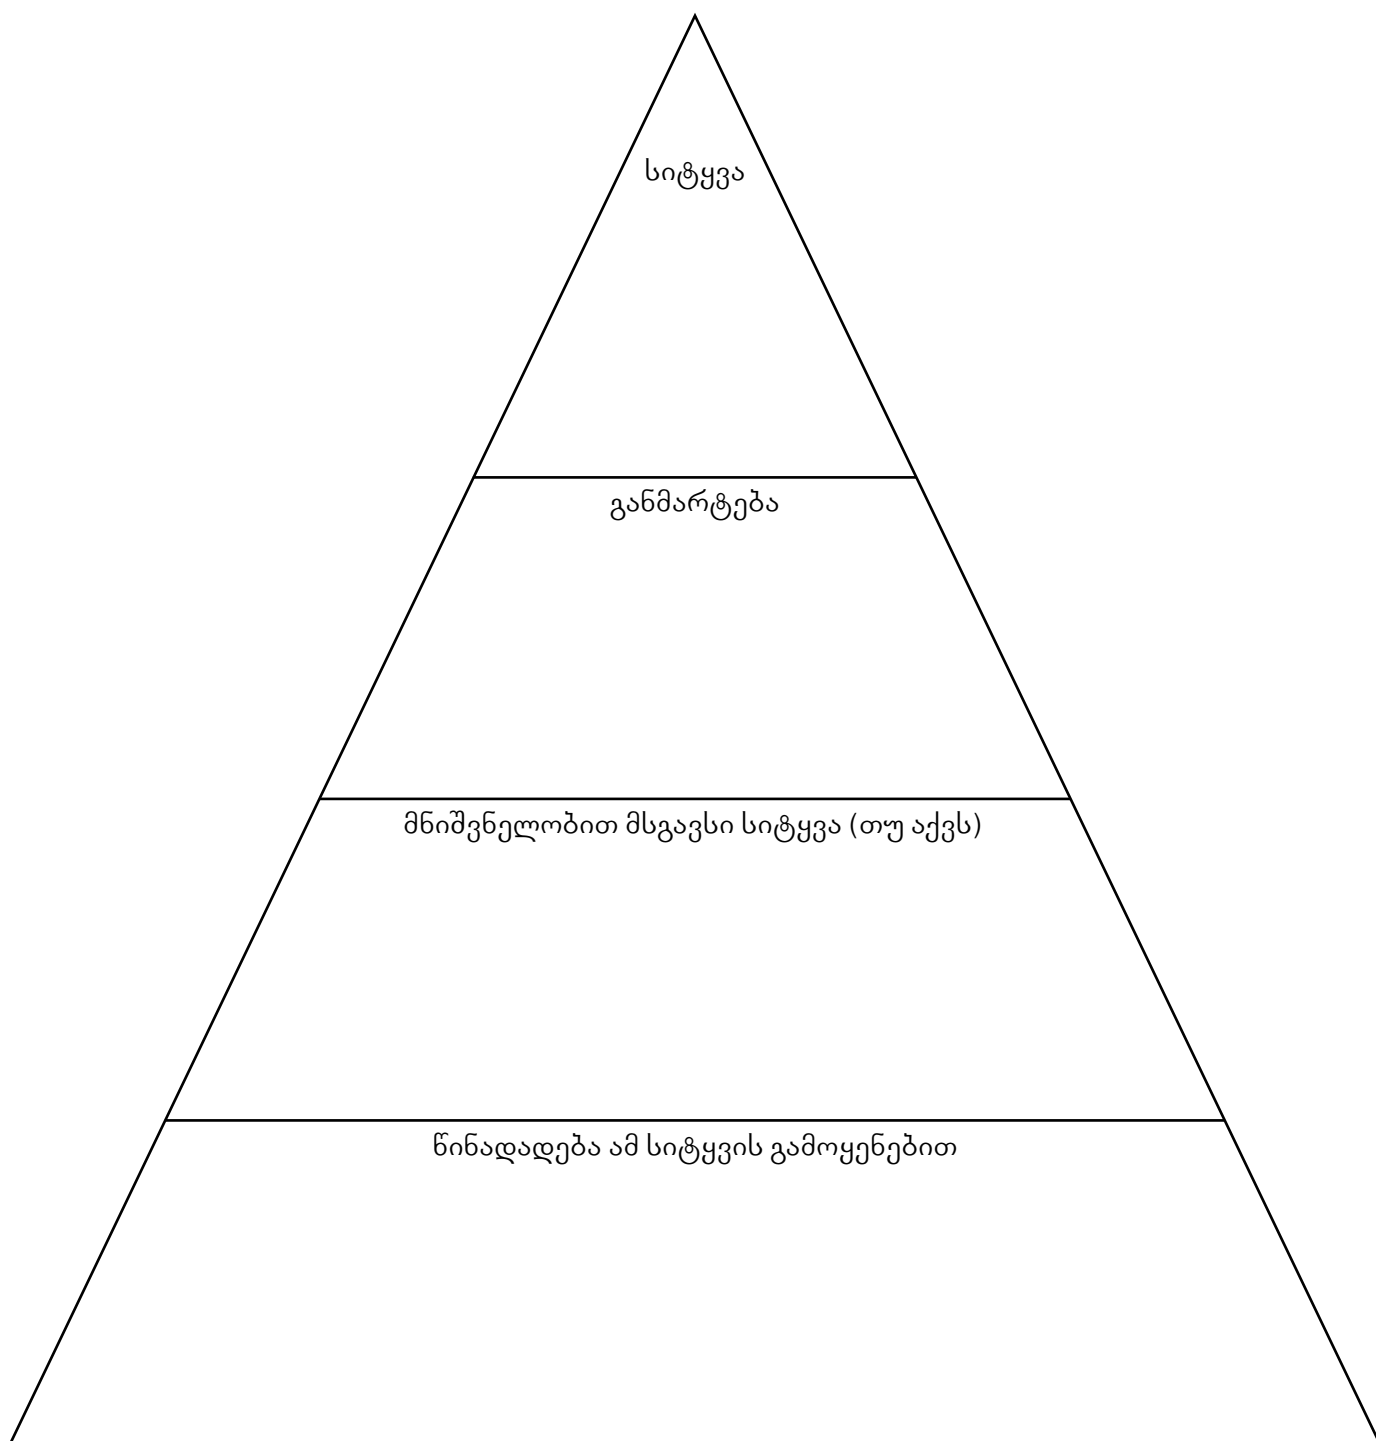 სიტყვა
განმარტება
მნიშვნელობით მსგავსი სიტყვა (თუ აქვს)
წინადადება ამ სიტყვის გამოყენებით